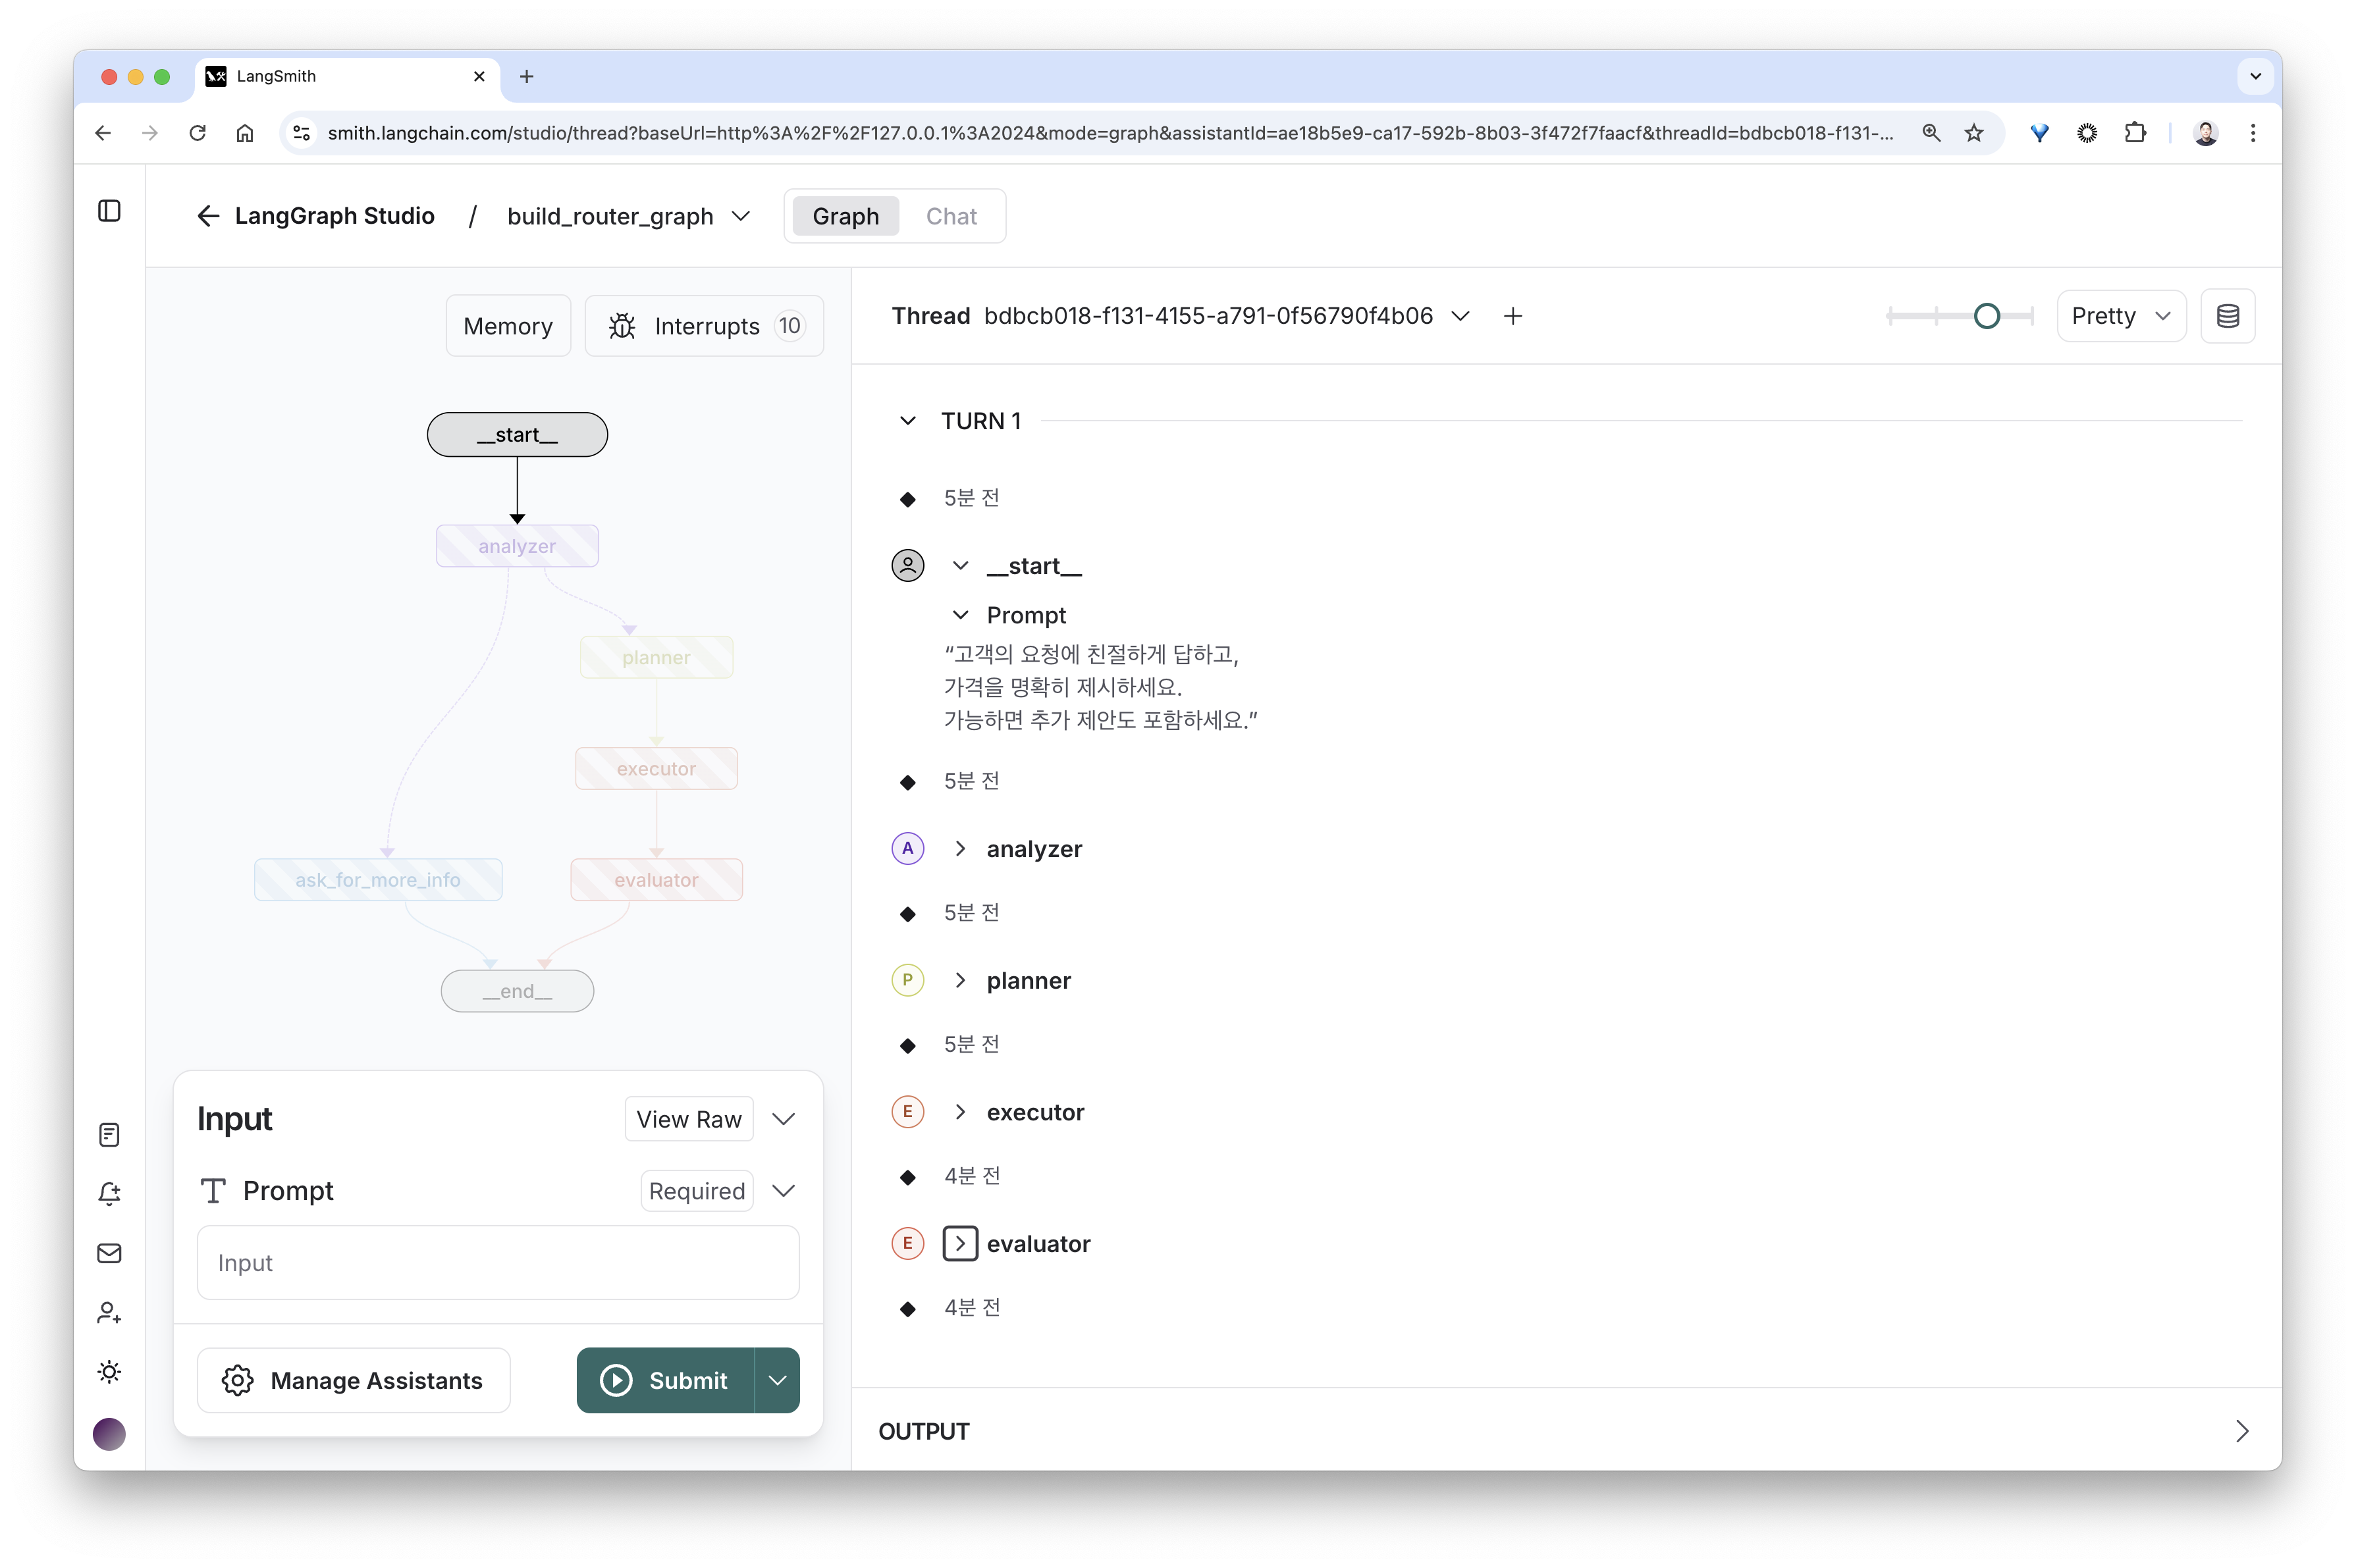 LangSmith
smith.langchain.com/studio/thread?baseUrl=http%3A%2F%2F127.0.0.1%3A2024&mode=graph&assistantId=ae18b5e9-ca17-592b-8b03-3f472f7faacf&threadId=bdbcb018-f131-...
LangGraph Studio / build_router_graph
Graph Chat
Memory
Interrupts 10
__start__
analyzer
planner
executor
ask_for_more_info
evaluator
__end__
Input
View Raw
Prompt
Required
Input
Manage Assistants
Submit
Thread bdbcb018-f131-4155-a791-0f56790f4b06
Pretty
TURN 1
5분 전
__start__
Prompt
“고객의 요청에 친절하게 답하고,
가격을 명확히 제시하세요.
가능하면 추가 제안도 포함하세요.”
5분 전
A analyzer
5분 전
P planner
5분 전
E executor
4분 전
E evaluator
4분 전
OUTPUT